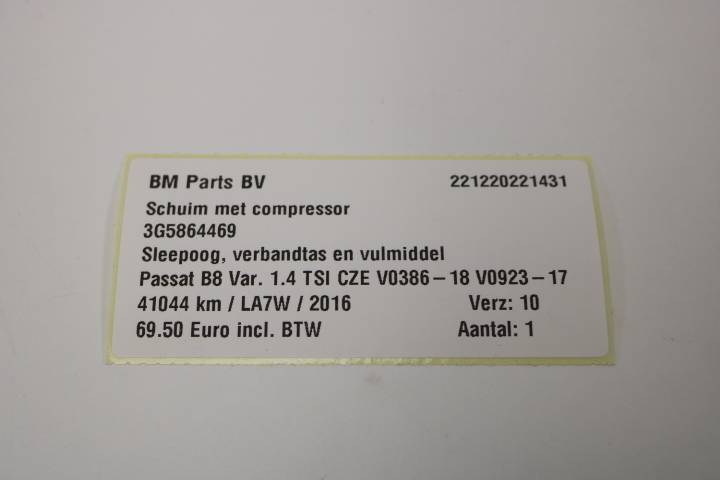 BM Parts BV 221220221431
Schuim met compressor
3G5864469
Sleepoog, verbandtas en vulmiddel
Passat B8 Var. 1.4 TSI CZE V0386-18 V0923-17
41044 km / LA7W / 2016 Verz: 10
69.50 Euro incl. BTW Aantal: 1